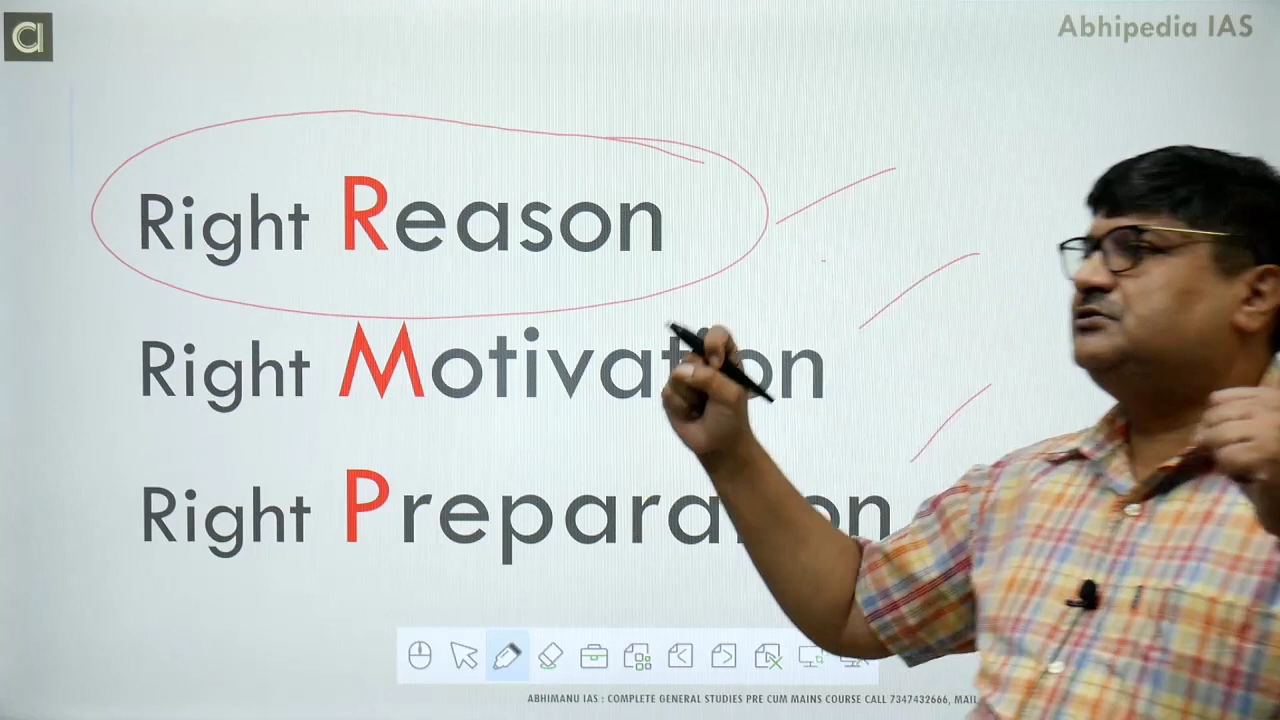 Abhipedia IAS
Right Reason
Right Motivation
Right Preparation
ABHIMANU IAS : COMPLETE GENERAL STUDIES PRE CUM MAINS COURSE CALL 7347432666, MAIL